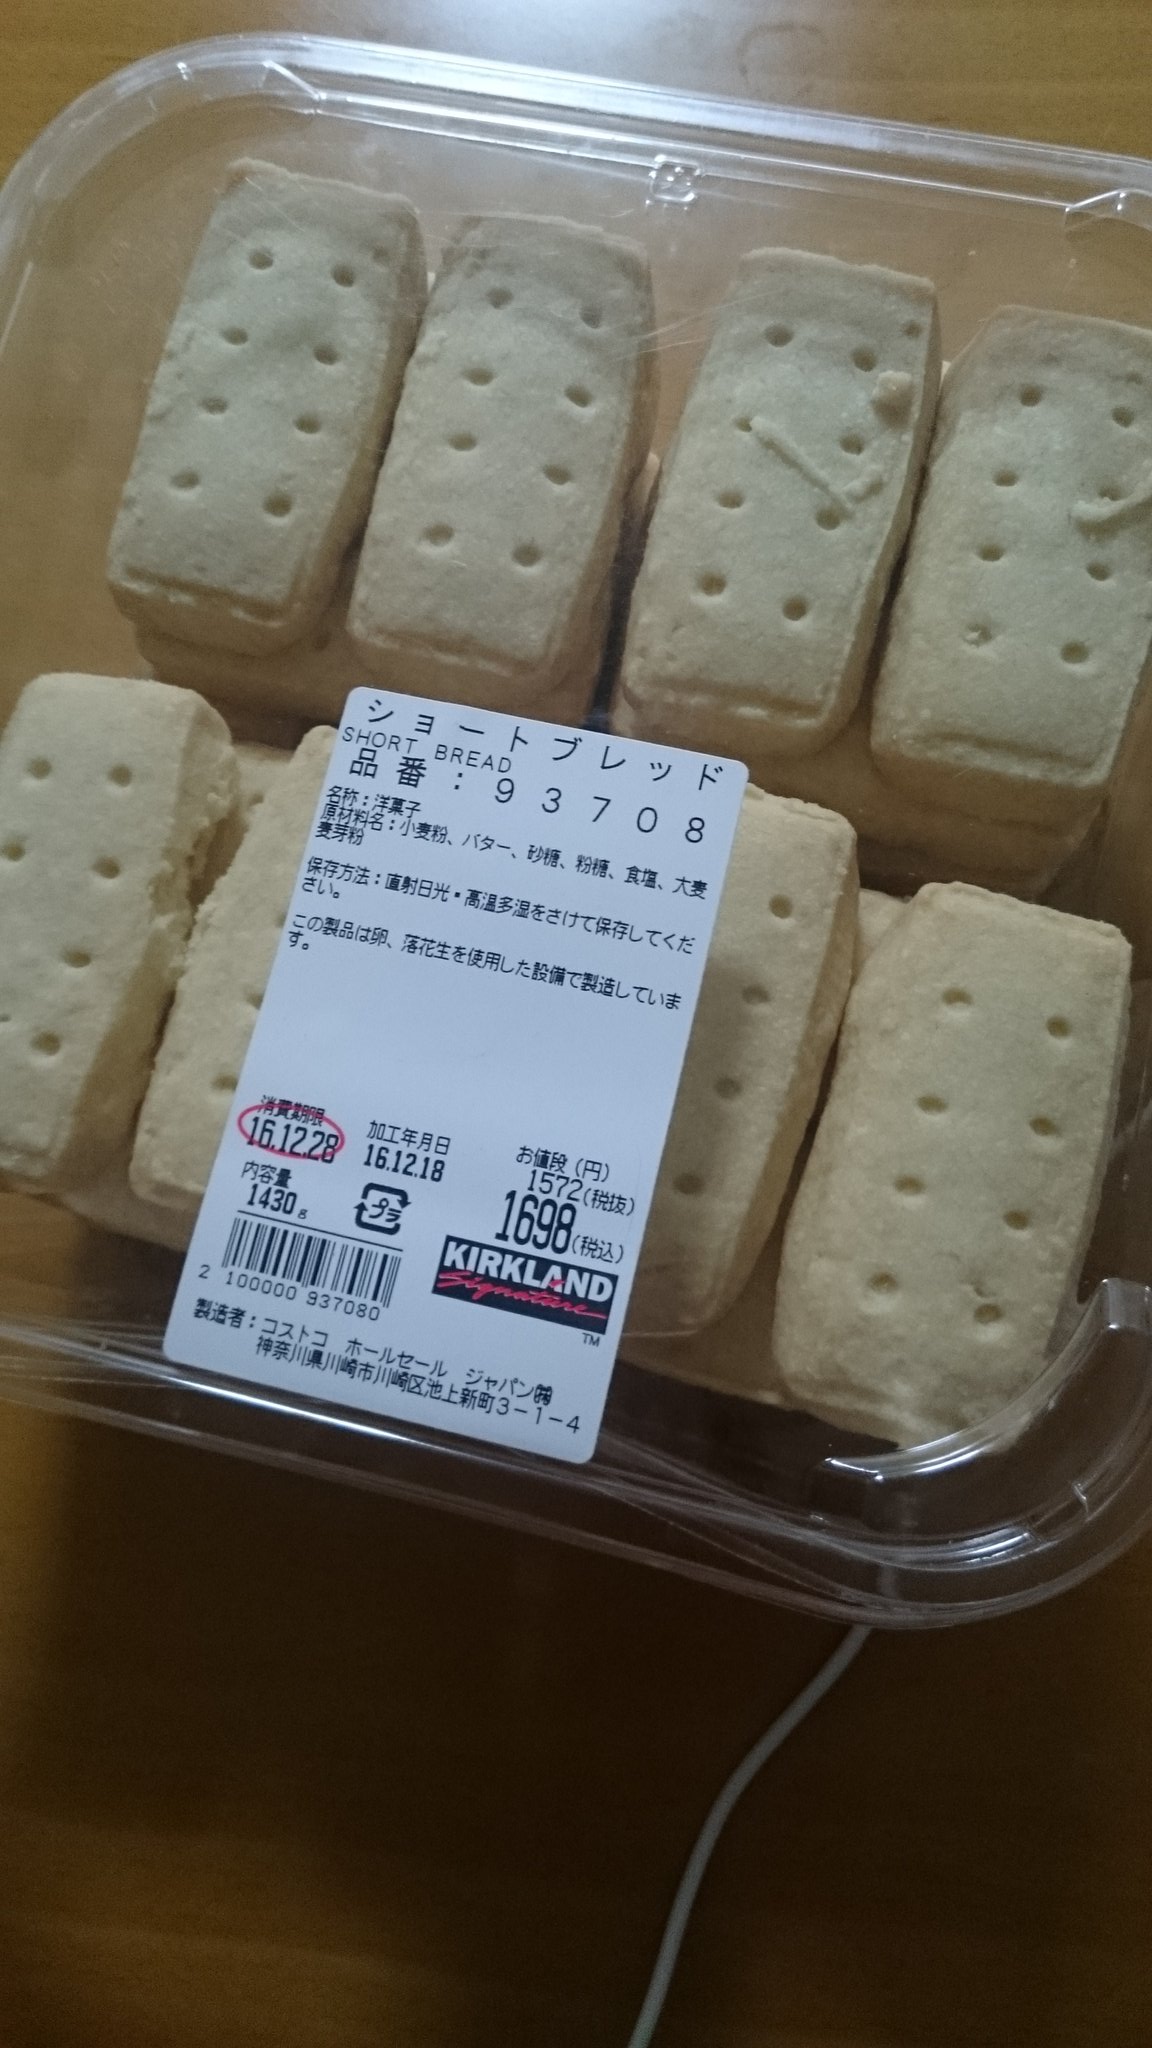 ショートブレッド
SHORT BREAD
品番：93708
名称：洋菓子
原材料名：小麦粉、バター、砂糖、粉糖、食塩、大麦
麦芽粉
保存方法：直射日光・高温多湿をさけて保存してくだ
さい。
この製品は卵、落花生を使用した設備で製造していま
す。
消費期限
16.12.28
加工年月日
16.12.18
お値段（円）
1572(税抜)
1698(税込)
内容量
1430g
プラ
KIRKLAND
Signature
TM
2 100000 937080
製造者：コストコ ホールセール ジャパン㈱
神奈川県川崎市川崎区池上新町3-1-4